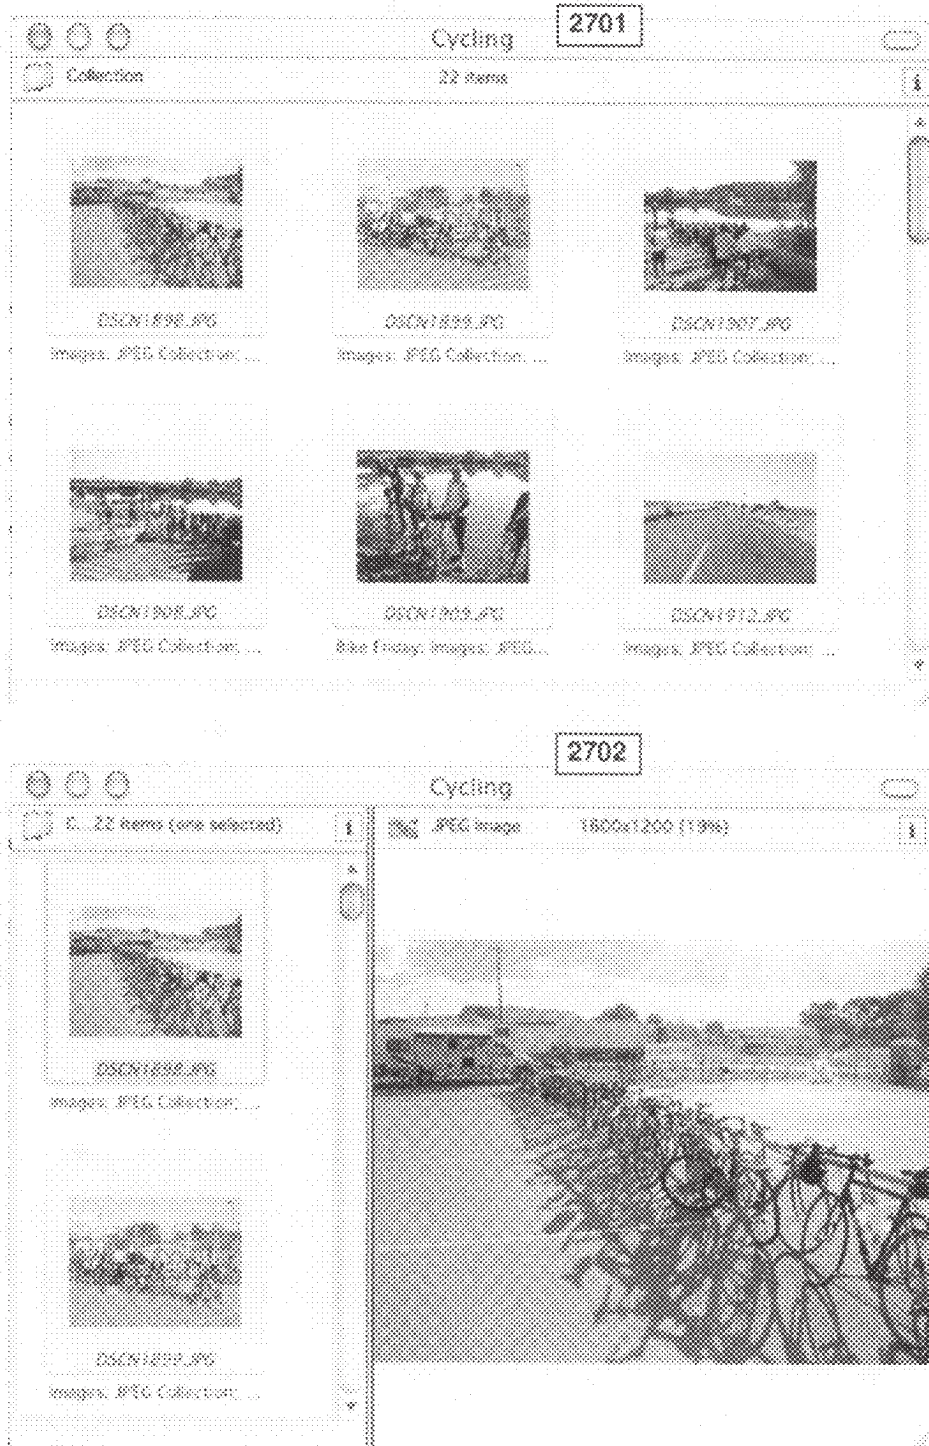 2701
Cycling
Collection 22 items i
DSCN1898.JPG DSCN1899.JPG DSCN1907.JPG
Images; JPEG Collection; ... Images; JPEG Collection; ... Images; JPEG Collection; ...
DSCN1908.JPG DSCN1909.JPG DSCN1912.JPG
Images; JPEG Collection; ... Bike Friday; Images; JPEG... Images; JPEG Collection; ...
2702
Cycling
C... 22 items (one selected) i JPEG image 1600x1200 (19%) i
DSCN1898.JPG
Images; JPEG Collection; ...
DSCN1899.JPG
Images; JPEG Collection; ...